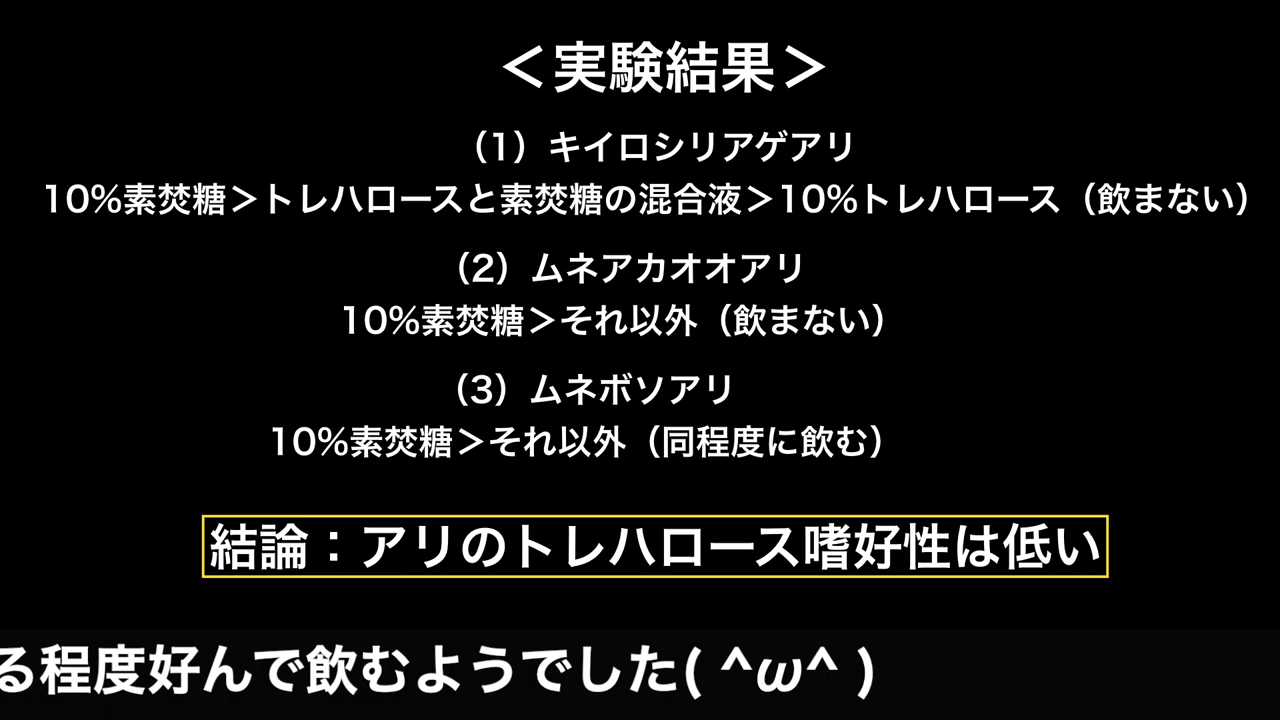 ＜実験結果＞
（1）キイロシリアゲアリ
10%素焚糖＞トレハロースと素焚糖の混合液＞10%トレハロース（飲まない）
（2）ムネアカオオアリ
10%素焚糖＞それ以外（飲まない）
（3）ムネボソアリ
10%素焚糖＞それ以外（同程度に飲む）
結論：アリのトレハロース嗜好性は低い
る程度好んで飲むようでした( ^ω^ )